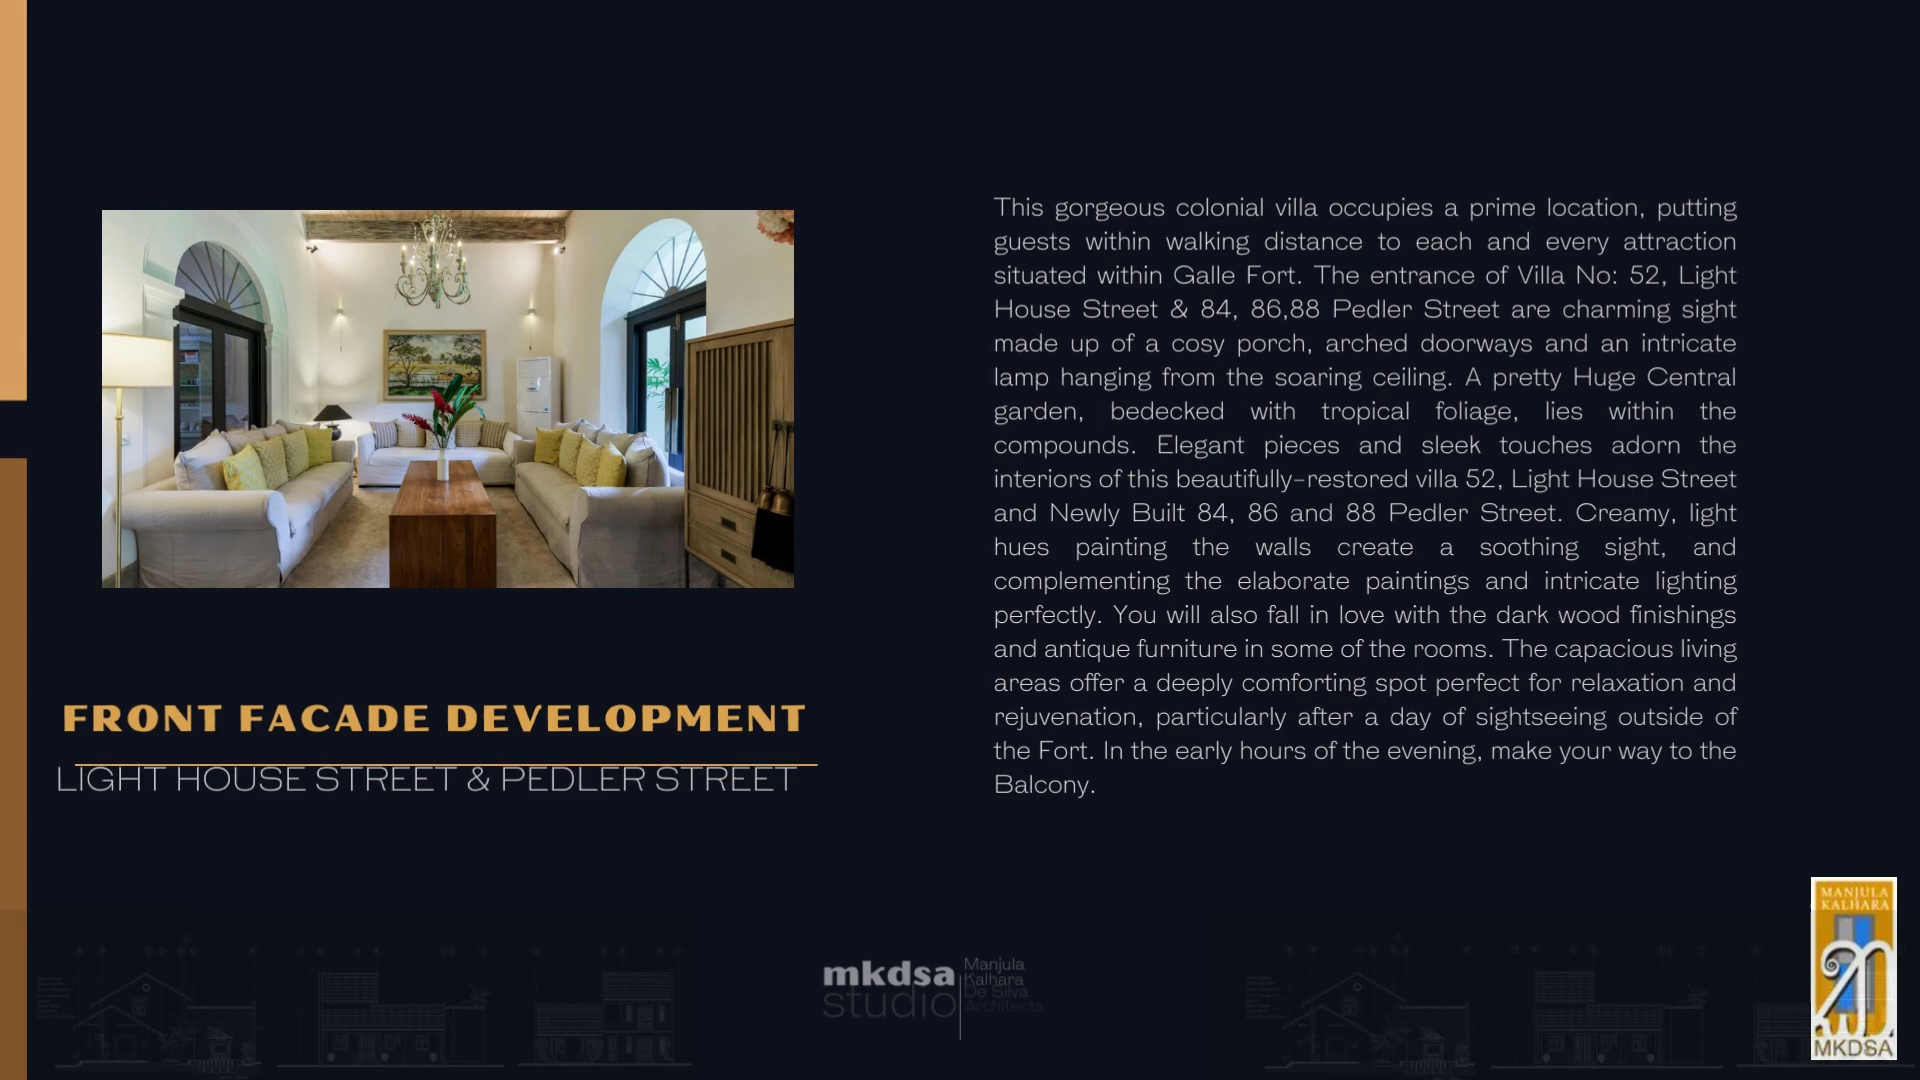 This gorgeous colonial villa occupies a prime location, putting
guests within walking distance to each and every attraction
situated within Galle Fort. The entrance of Villa No: 52, Light
House Street & 84, 86,88 Pedler Street are charming sight
made up of a cosy porch, arched doorways and an intricate
lamp hanging from the soaring ceiling. A pretty Huge Central
garden, bedecked with tropical foliage, lies within the
compounds. Elegant pieces and sleek touches adorn the
interiors of this beautifully-restored villa 52, Light House Street
and Newly Built 84, 86 and 88 Pedler Street. Creamy, light
hues painting the walls create a soothing sight, and
complementing the elaborate paintings and intricate lighting
perfectly. You will also fall in love with the dark wood finishings
and antique furniture in some of the rooms. The capacious living
areas offer a deeply comforting spot perfect for relaxation and
rejuvenation, particularly after a day of sightseeing outside of
the Fort. In the early hours of the evening, make your way to the
Balcony.
FRONT FACADE DEVELOPMENT
LIGHT HOUSE STREET & PEDLER STREET
mkdsa
studio
Manjula
Kalhara
De Silva
Architects
MANJULA
KALHARA
20
MKDSA